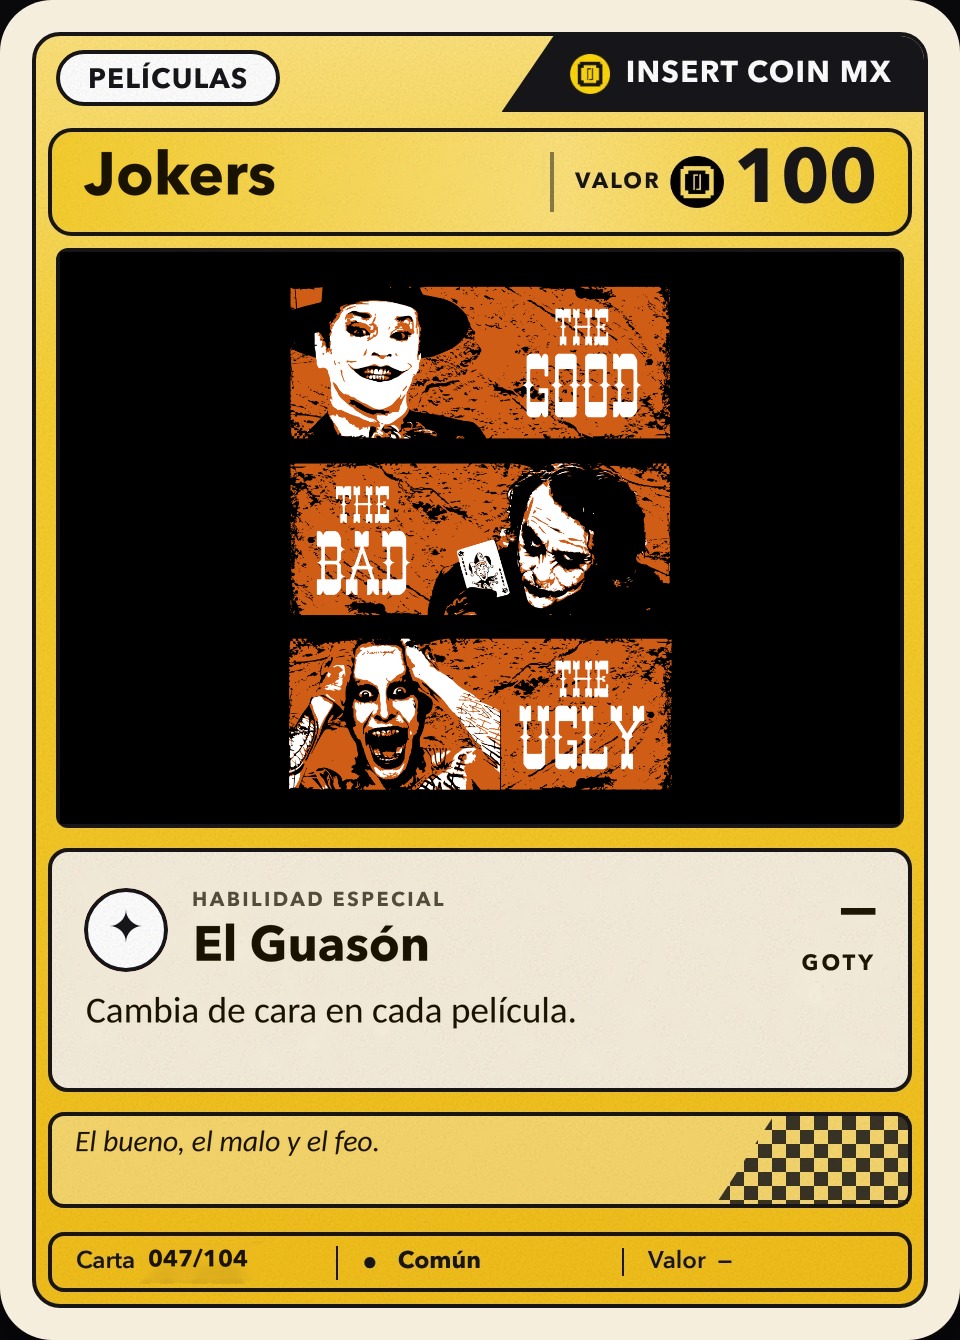 PELÍCULAS
INSERT COIN MX
Jokers
VALOR 100
THE
GOOD
THE
BAD
THE
UGLY
HABILIDAD ESPECIAL
El Guasón
—
GOTY
Cambia de cara en cada película.
El bueno, el malo y el feo.
Carta 047/104 • Común Valor –